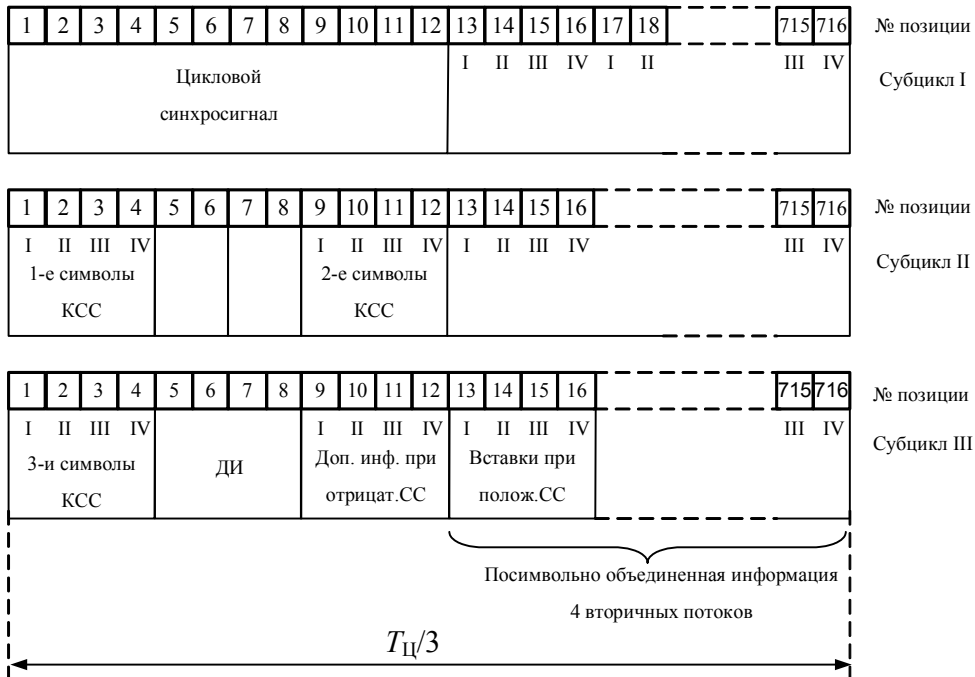 1 2 3 4 5 6 7 8 9 10 11 12 13 14 15 16 17 18 715 716 № позиции
I II III IV I II III IV
Цикловой
синхросигнал
Субцикл I
1 2 3 4 5 6 7 8 9 10 11 12 13 14 15 16 715 716 № позиции
I II III IV I II III IV I II III IV III IV
1-е символы
КСС
2-е символы
КСС
Субцикл II
1 2 3 4 5 6 7 8 9 10 11 12 13 14 15 16 715 716 № позиции
I II III IV I II III IV I II III IV III IV
3-и символы
КСС
ДИ
Доп. инф. при
отрицат.СС
Вставки при
полож.СС
Субцикл III
Посимвольно объединенная информация
4 вторичных потоков
TЦ/3